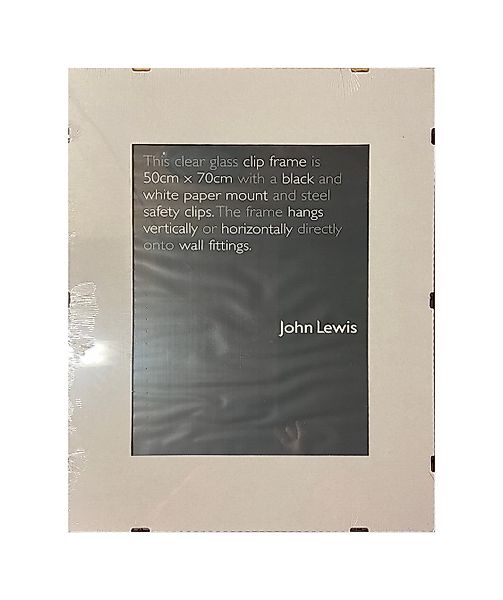 This clear glass clip frame is
50cm x 70cm with a black and
white paper mount and steel
safety clips. The frame hangs
vertically or horizontally directly
onto wall fittings.
John Lewis